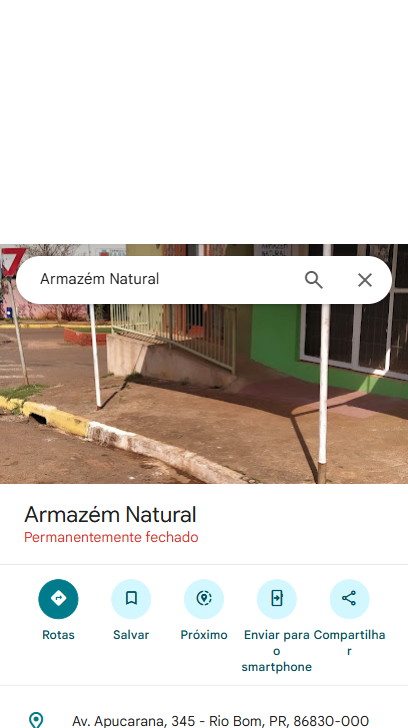 Armazém Natural
Armazém Natural
Permanentemente fechado
Rotas
Salvar
Próximo
Enviar para o smartphone
Compartilhar
Av. Apucarana, 345 - Rio Bom, PR, 86830-000